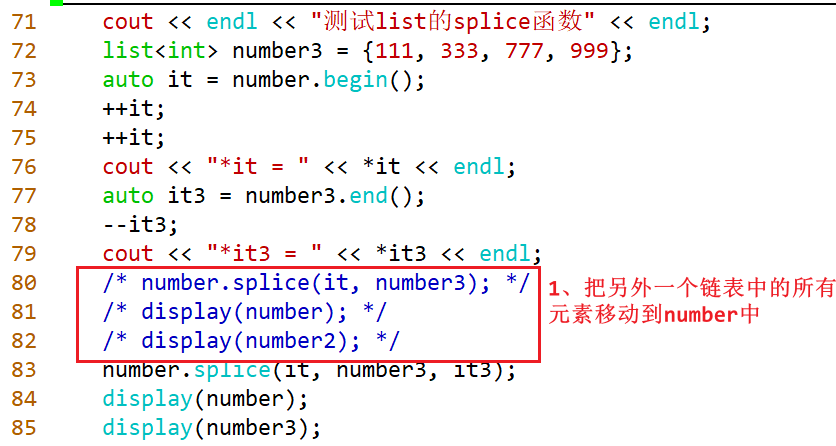 71 cout << endl << "测试list的splice函数" << endl;
72 list<int> number3 = {111, 333, 777, 999};
73 auto it = number.begin();
74 ++it;
75 ++it;
76 cout << "*it = " << *it << endl;
77 auto it3 = number3.end();
78 --it3;
79 cout << "*it3 = " << *it3 << endl;
80 /* number.splice(it, number3); */
81 /* display(number); */
82 /* display(number2); */
1、把另外一个链表中的所有
元素移动到number中
83 number.splice(it, number3, it3);
84 display(number);
85 display(number3);